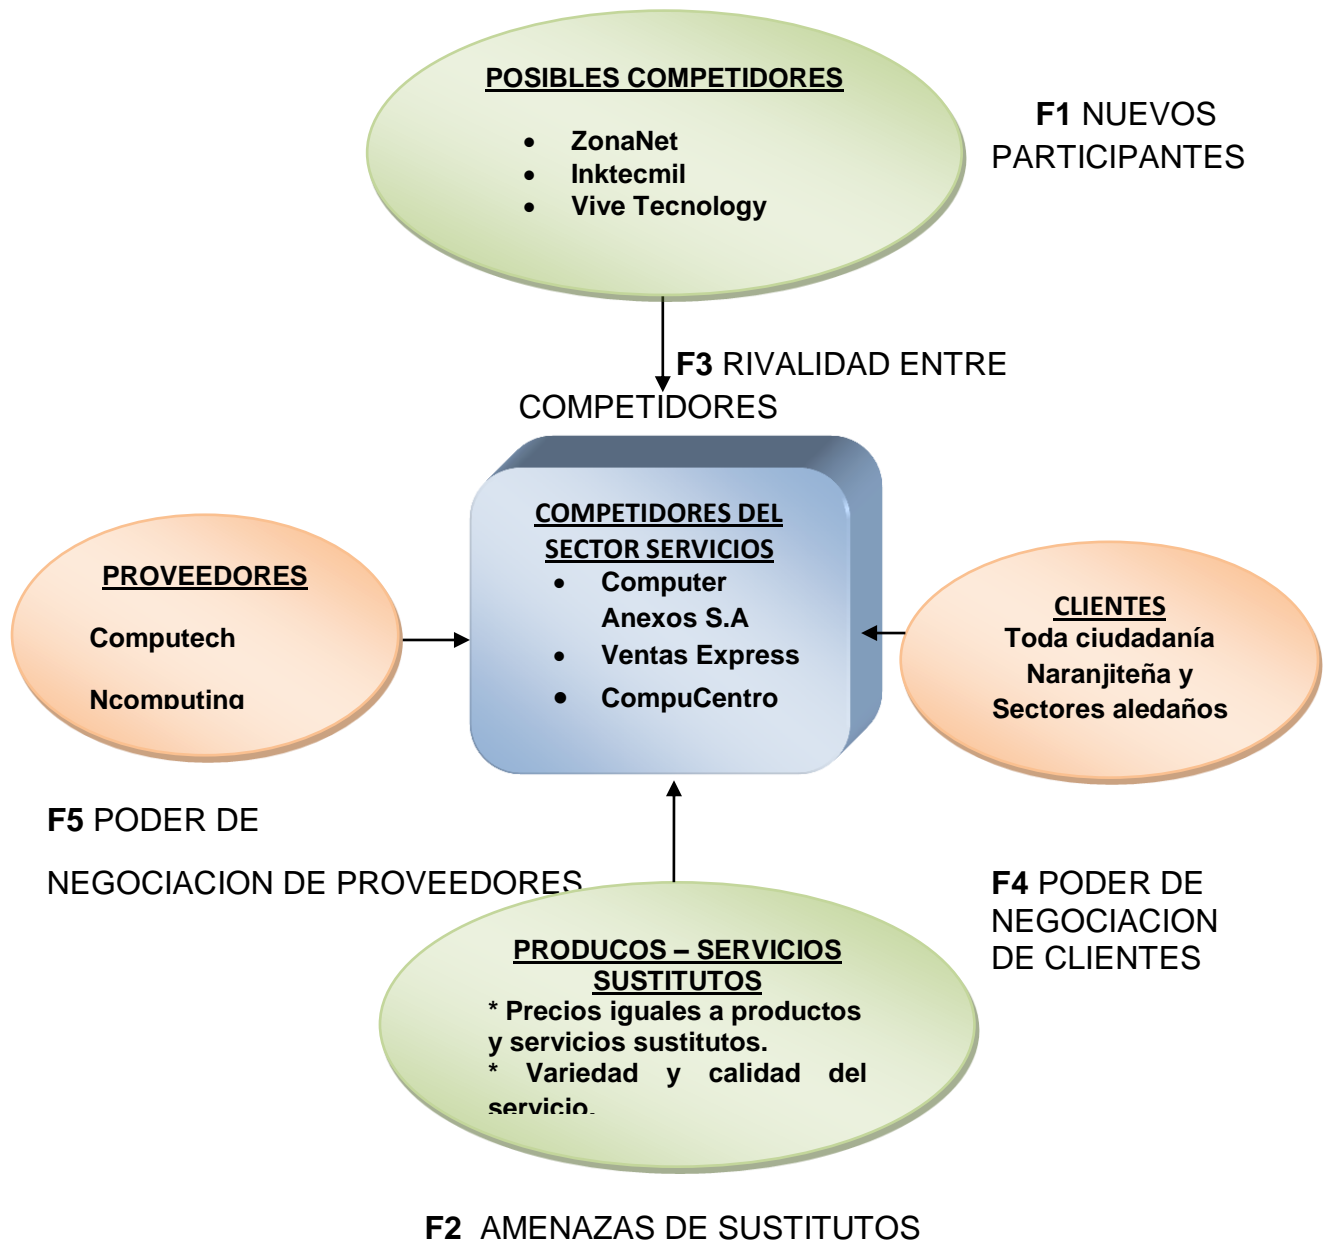 POSIBLES COMPETIDORES
• ZonaNet
• Inktecmil
• Vive Tecnology
F1 NUEVOS
PARTICIPANTES
F3 RIVALIDAD ENTRE
COMPETIDORES
COMPETIDORES DEL
SECTOR SERVICIOS
• Computer
Anexos S.A
• Ventas Express
• CompuCentro
PROVEEDORES
Computech
Ncomputing
CLIENTES
Toda ciudadanía
Naranjiteña y
Sectores aledaños
F5 PODER DE
NEGOCIACION DE PROVEEDORES
F4 PODER DE
NEGOCIACION
DE CLIENTES
PRODUCOS – SERVICIOS
SUSTITUTOS
* Precios iguales a productos
y servicios sustitutos.
* Variedad y calidad del
servicio.
F2 AMENAZAS DE SUSTITUTOS